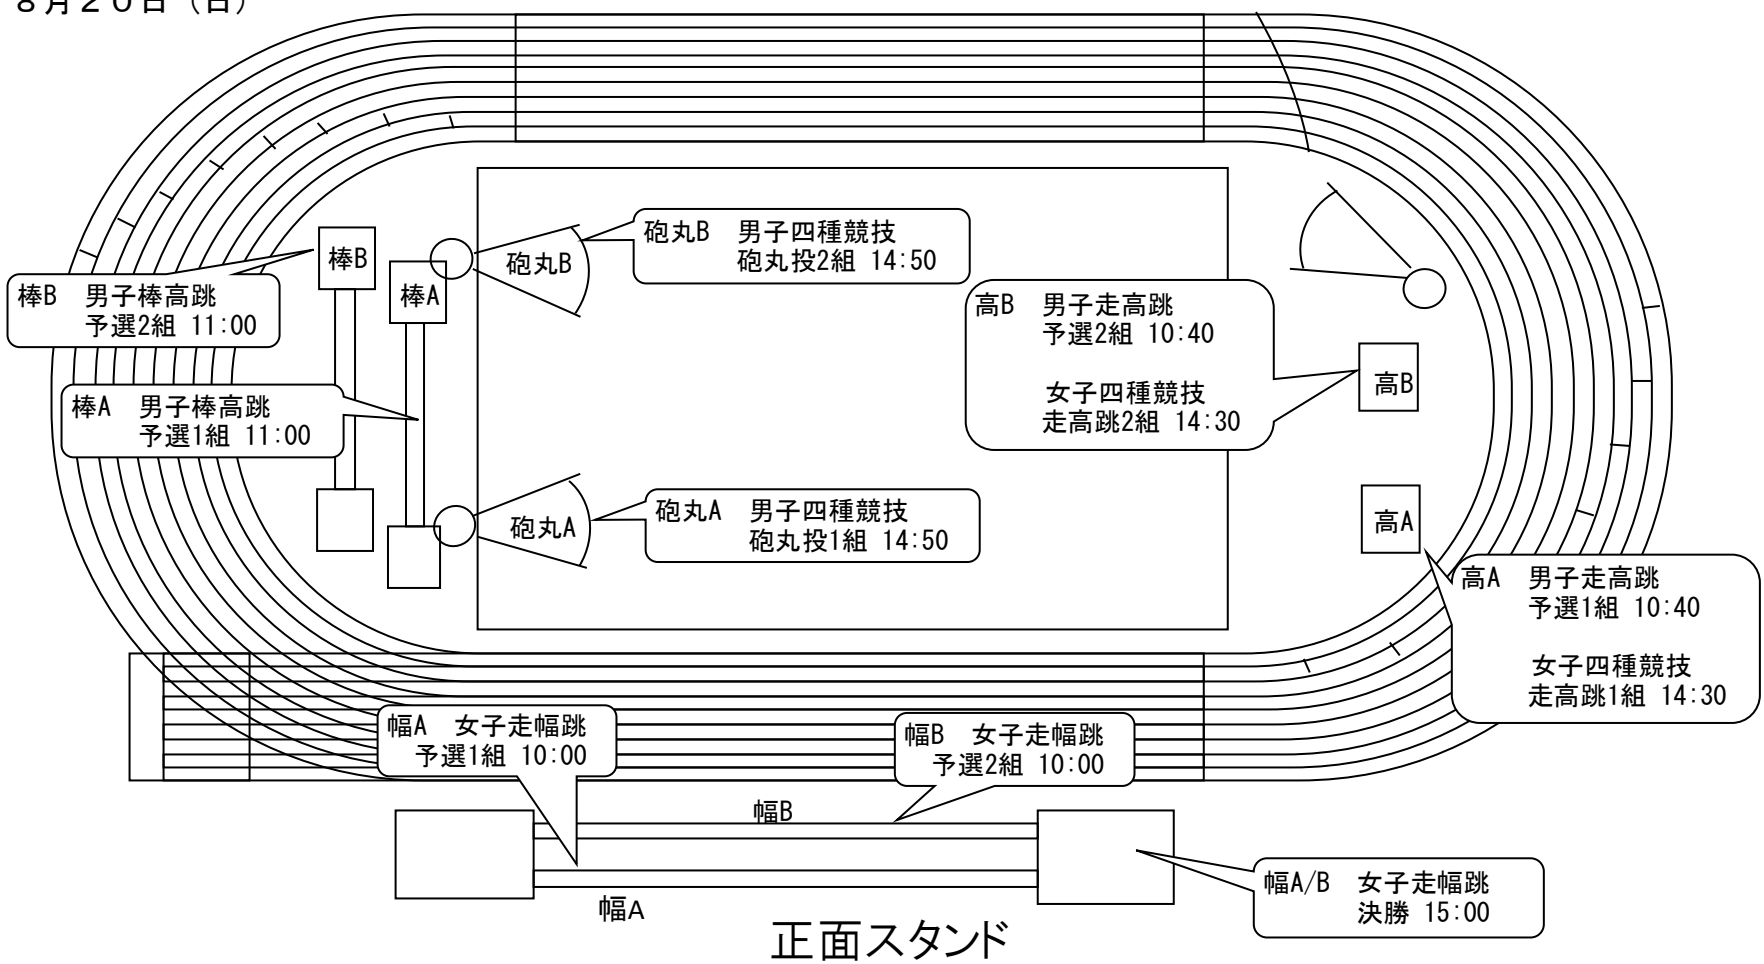 ８月２０日（日）
砲丸B　男子四種競技
砲丸投2組 14:50
棒B
砲丸B
棒A
棒B　男子棒高跳
予選2組 11:00
高B　男子走高跳
予選2組 10:40
女子四種競技
走高跳2組 14:30
高B
棒A　男子棒高跳
予選1組 11:00
砲丸A
砲丸A　男子四種競技
砲丸投1組 14:50
高A
高A　男子走高跳
予選1組 10:40
女子四種競技
走高跳1組 14:30
幅A　女子走幅跳
予選1組 10:00
幅B　女子走幅跳
予選2組 10:00
幅B
幅A
幅A/B　女子走幅跳
決勝 15:00
正面スタンド